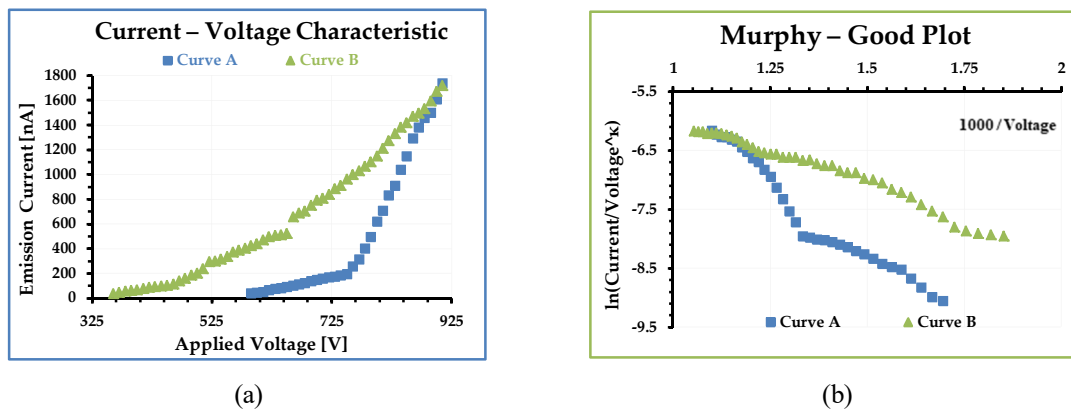 Current – Voltage Characteristic
Curve A Curve B
Emission Current [nA]
1800
1600
1400
1200
1000
800
600
400
200
0
325 525 725 925
Applied Voltage [V]
(a)
Murphy – Good Plot
1 1.25 1.5 1.75 2
1000 / Voltage
ln(Current/Voltage^κ)
-5.5
-6.5
-7.5
-8.5
-9.5
Curve A Curve B
(b)